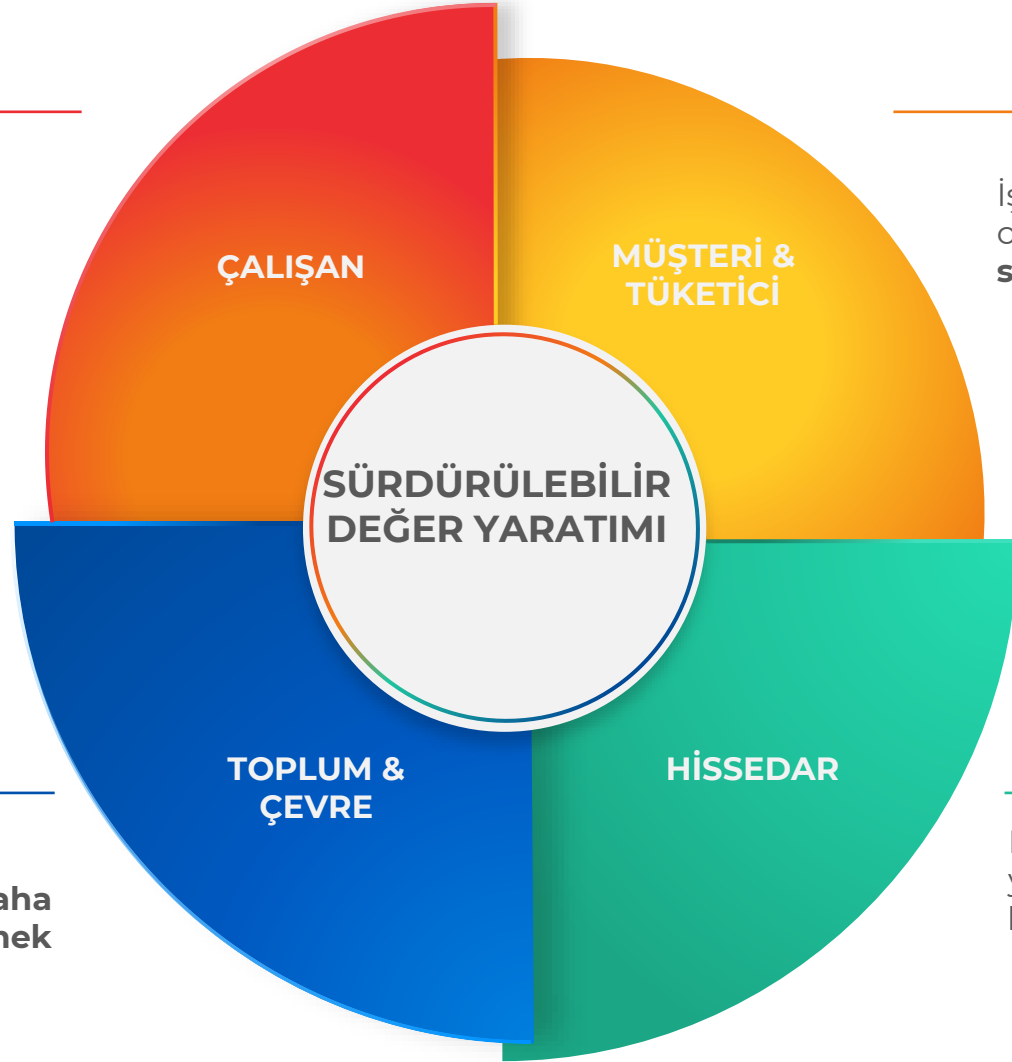 ÇALIŞAN
MÜŞTERİ &
TÜKETİCİ
SÜRDÜRÜLEBİLİR
DEĞER YARATIMI
TOPLUM &
ÇEVRE
HİSSEDAR